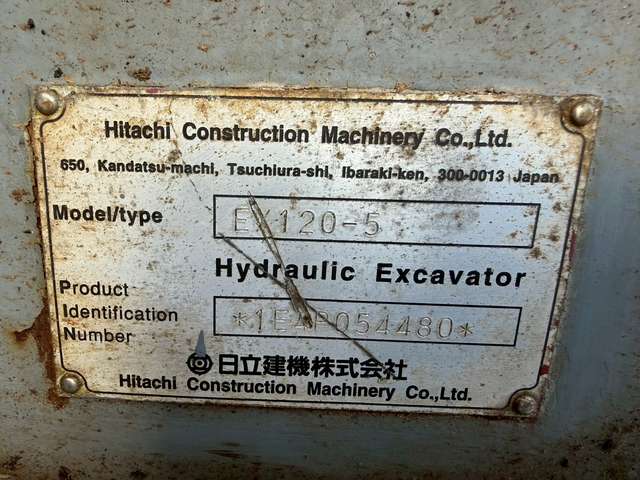 Hitachi Construction Machinery Co.,Ltd.
650, Kandatsu-machi, Tsuchiura-shi, Ibaraki-ken, 300-0013 Japan
Model/type EX120-5
Hydraulic Excavator
Product
Identification
Number
日立建機株式会社
Hitachi Construction Machinery Co.,Ltd.